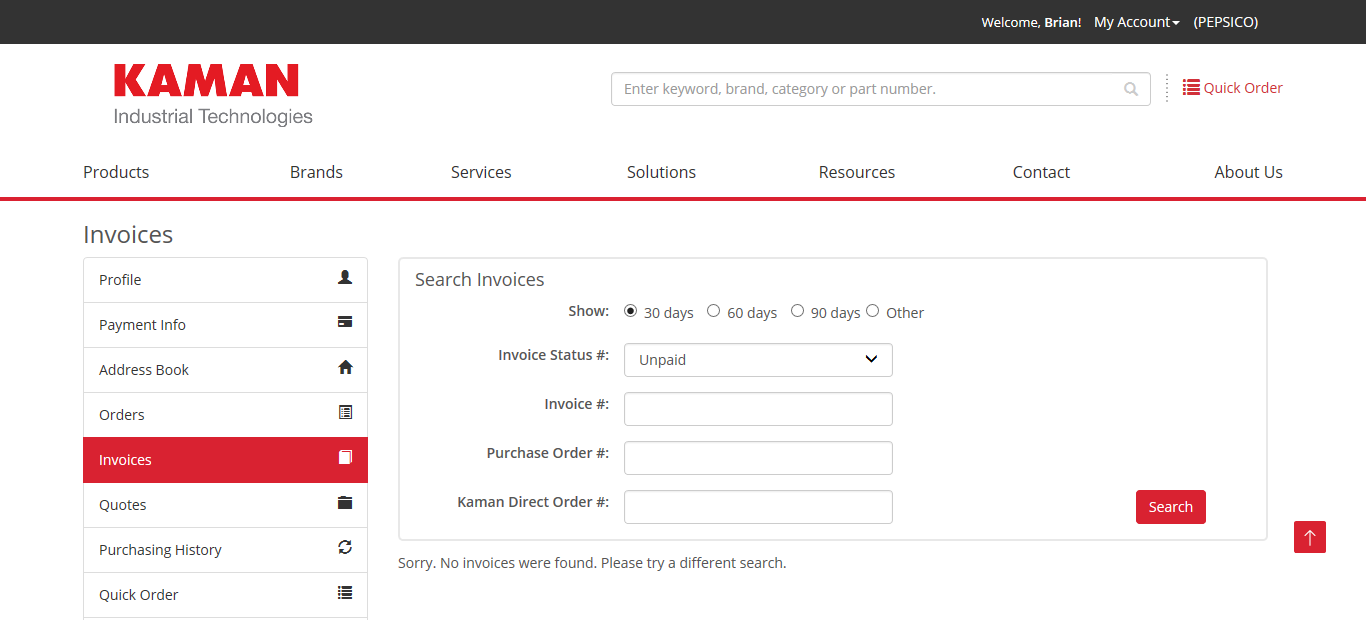 Welcome, Brian! My Account (PEPSICO)
KAMAN
Industrial Technologies
Enter keyword, brand, category or part number.
Quick Order
Products Brands Services Solutions Resources Contact About Us
Invoices
Profile
Payment Info
Address Book
Orders
Invoices
Quotes
Purchasing History
Quick Order
Search Invoices
Show: 30 days 60 days 90 days Other
Invoice Status #: Unpaid
Invoice #:
Purchase Order #:
Kaman Direct Order #:
Search
Sorry. No invoices were found. Please try a different search.